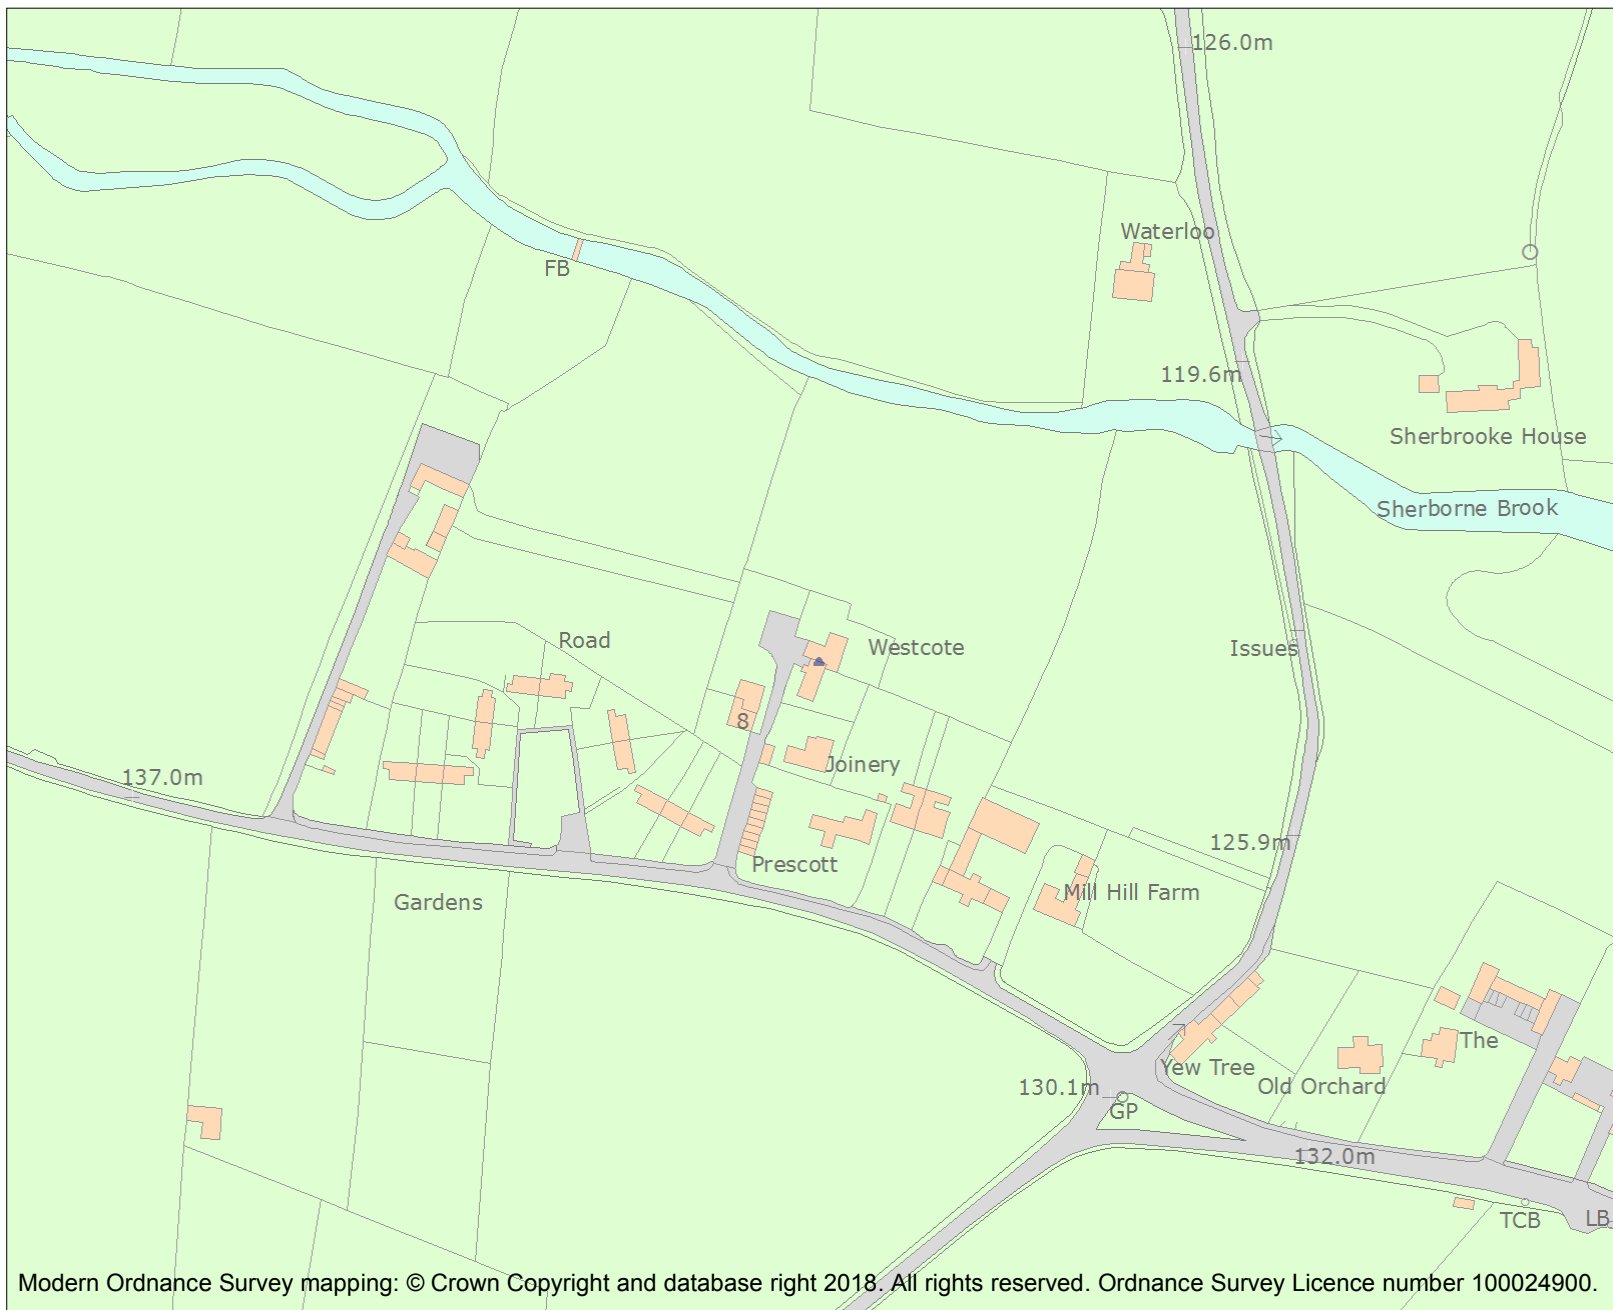 126.0m
Waterloo
FB
119.6m
Sherbrooke House
Sherborne Brook
Road
Westcote
Issues
8
137.0m
Joinery
125.9m
Prescott
Mill Hill Farm
Gardens
The
Yew Tree
Old Orchard
130.1m
GP
132.0m
TCB
LB
Modern Ordnance Survey mapping: © Crown Copyright and database right 2018. All rights reserved. Ordnance Survey Licence number 100024900.